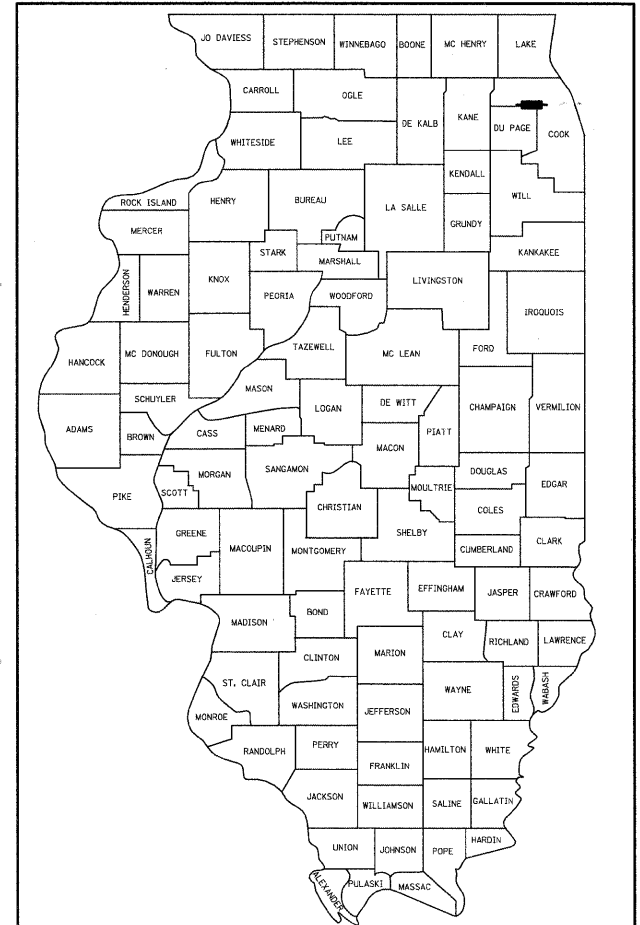 JO DAVIESS
STEPHENSON
WINNEBAGO
BOONE
MC HENRY
LAKE
CARROLL
OGLE
DE KALB
KANE
DU PAGE
COOK
WHITESIDE
LEE
KENDALL
WILL
ROCK ISLAND
HENRY
BUREAU
LA SALLE
GRUNDY
MERCER
PUTNAM
STARK
MARSHALL
KANKAKEE
HENDERSON
WARREN
KNOX
PEORIA
WOODFORD
LIVINGSTON
IROQUOIS
HANCOCK
MC DONOUGH
FULTON
TAZEWELL
MC LEAN
FORD
SCHUYLER
MASON
LOGAN
DE WITT
CHAMPAIGN
VERMILION
ADAMS
BROWN
CASS
MENARD
MACON
PIATT
MORGAN
SANGAMON
DOUGLAS
EDGAR
PIKE
SCOTT
CHRISTIAN
MOULTRIE
COLES
GREENE
MACOUPIN
MONTGOMERY
SHELBY
CUMBERLAND
CLARK
CALHOUN
JERSEY
FAYETTE
EFFINGHAM
JASPER
CRAWFORD
MADISON
BOND
CLAY
RICHLAND
LAWRENCE
CLINTON
MARION
ST. CLAIR
WAYNE
EDWARDS
WABASH
MONROE
WASHINGTON
JEFFERSON
RANDOLPH
PERRY
HAMILTON
WHITE
FRANKLIN
JACKSON
WILLIAMSON
SALINE
GALLATIN
UNION
JOHNSON
POPE
HARDIN
ALEXANDER
PULASKI
MASSAC